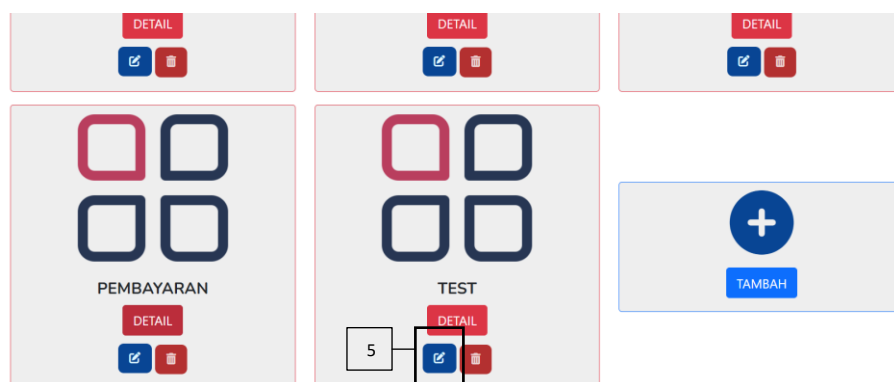 DETAIL
DETAIL
DETAIL
PEMBAYARAN
TEST
TAMBAH
DETAIL
DETAIL
5